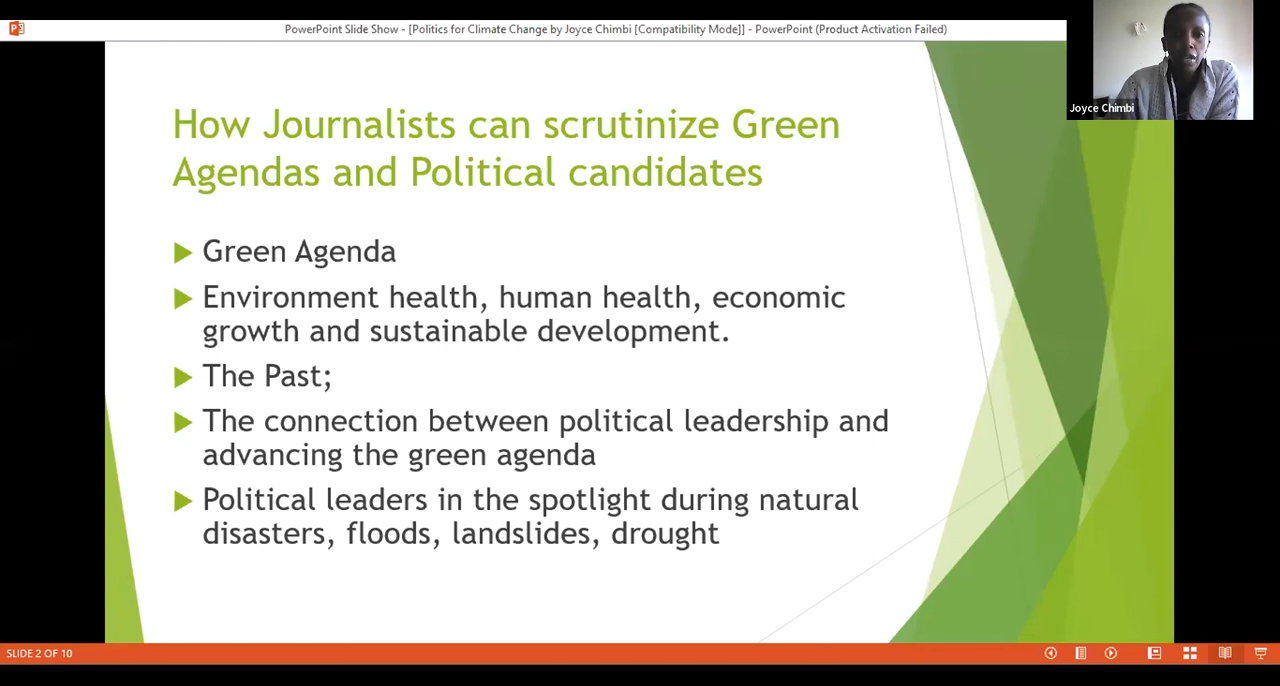 PowerPoint Slide Show - [Politics for Climate Change by Joyce Chimbi [Compatibility Mode]] - PowerPoint (Product Activation Failed)
Joyce Chimbi
How Journalists can scrutinize Green
Agendas and Political candidates
Green Agenda
Environment health, human health, economic
growth and sustainable development.
The Past;
The connection between political leadership and
advancing the green agenda
Political leaders in the spotlight during natural
disasters, floods, landslides, drought
SLIDE 2 OF 10